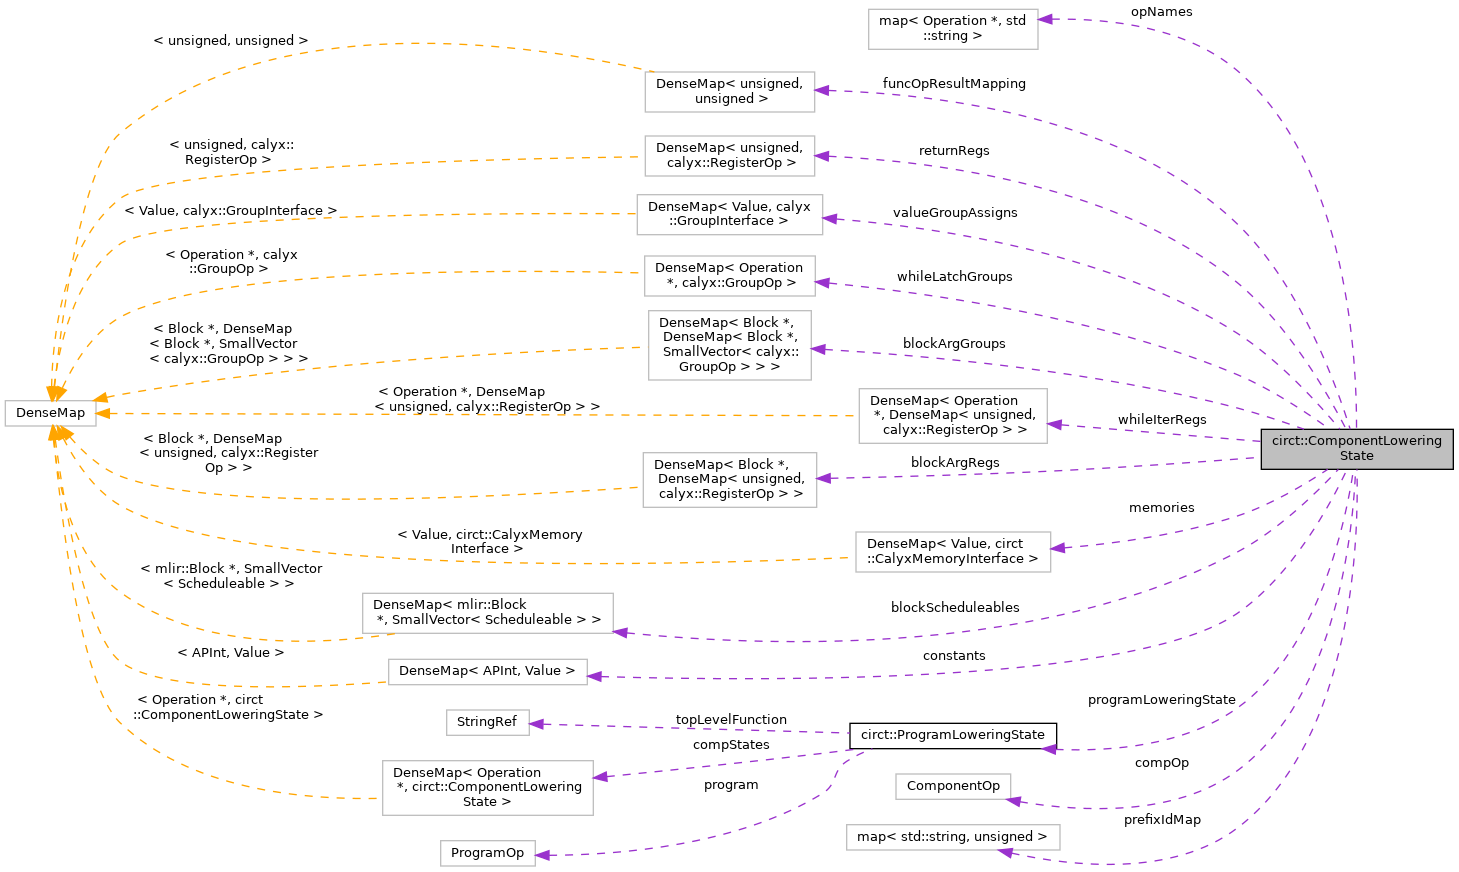 opNames
map< Operation *, std
::string >
< unsigned, unsigned >
DenseMap< unsigned,
unsigned >
funcOpResultMapping
< unsigned, calyx::
RegisterOp >
DenseMap< unsigned,
calyx::RegisterOp >
returnRegs
< Value, calyx::GroupInterface >
DenseMap< Value, calyx
::GroupInterface >
valueGroupAssigns
< Operation *, calyx
::GroupOp >
DenseMap< Operation
*, calyx::GroupOp >
whileLatchGroups
< Block *, DenseMap
< Block *, SmallVector
< calyx::GroupOp > > >
DenseMap< Block *,
DenseMap< Block *,
SmallVector< calyx::
GroupOp > > >
blockArgGroups
DenseMap
< Operation *, DenseMap
< unsigned, calyx::RegisterOp > >
DenseMap< Operation
*, DenseMap< unsigned,
calyx::RegisterOp > >
whileIterRegs
circt::ComponentLowering
State
< Block *, DenseMap
< unsigned, calyx::Register
Op > >
DenseMap< Block *,
DenseMap< unsigned,
calyx::RegisterOp > >
blockArgRegs
memories
< Value, circt::CalyxMemory
Interface >
DenseMap< Value, circt
::CalyxMemoryInterface >
< mlir::Block *, SmallVector
< Scheduleable > >
DenseMap< mlir::Block
*, SmallVector< Scheduleable > >
blockScheduleables
< APInt, Value >
DenseMap< APInt, Value >
constants
< Operation *, circt
::ComponentLoweringState >
StringRef
topLevelFunction
circt::ProgramLoweringState
programLoweringState
compStates
DenseMap< Operation
*, circt::ComponentLowering
State >
program
ComponentOp
compOp
map< std::string, unsigned >
prefixIdMap
ProgramOp